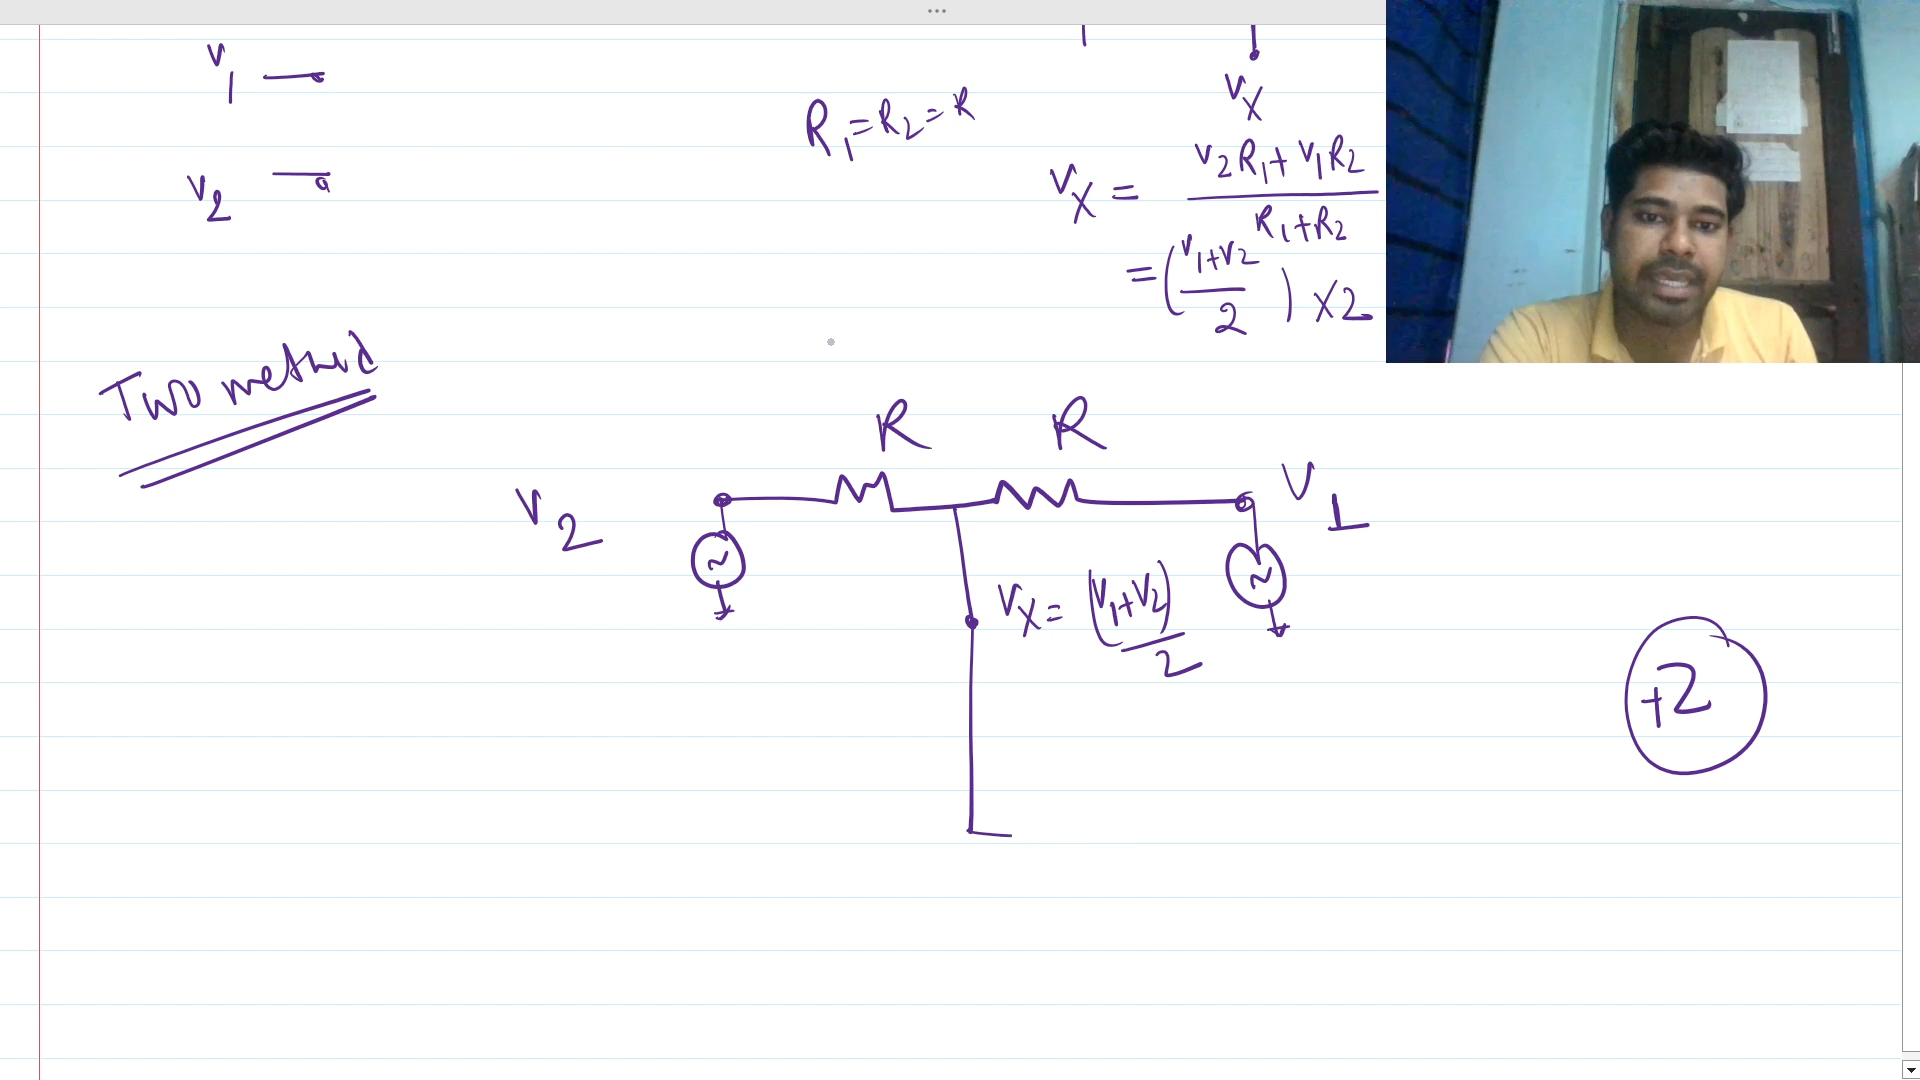 V1
V2
R1=R2=R
VX
VX = V2R1+V1R2
R1+R2
=(V1+V2
2) X2
Two method
R R
V2
V1
VX= (V1+V2)
2
+2